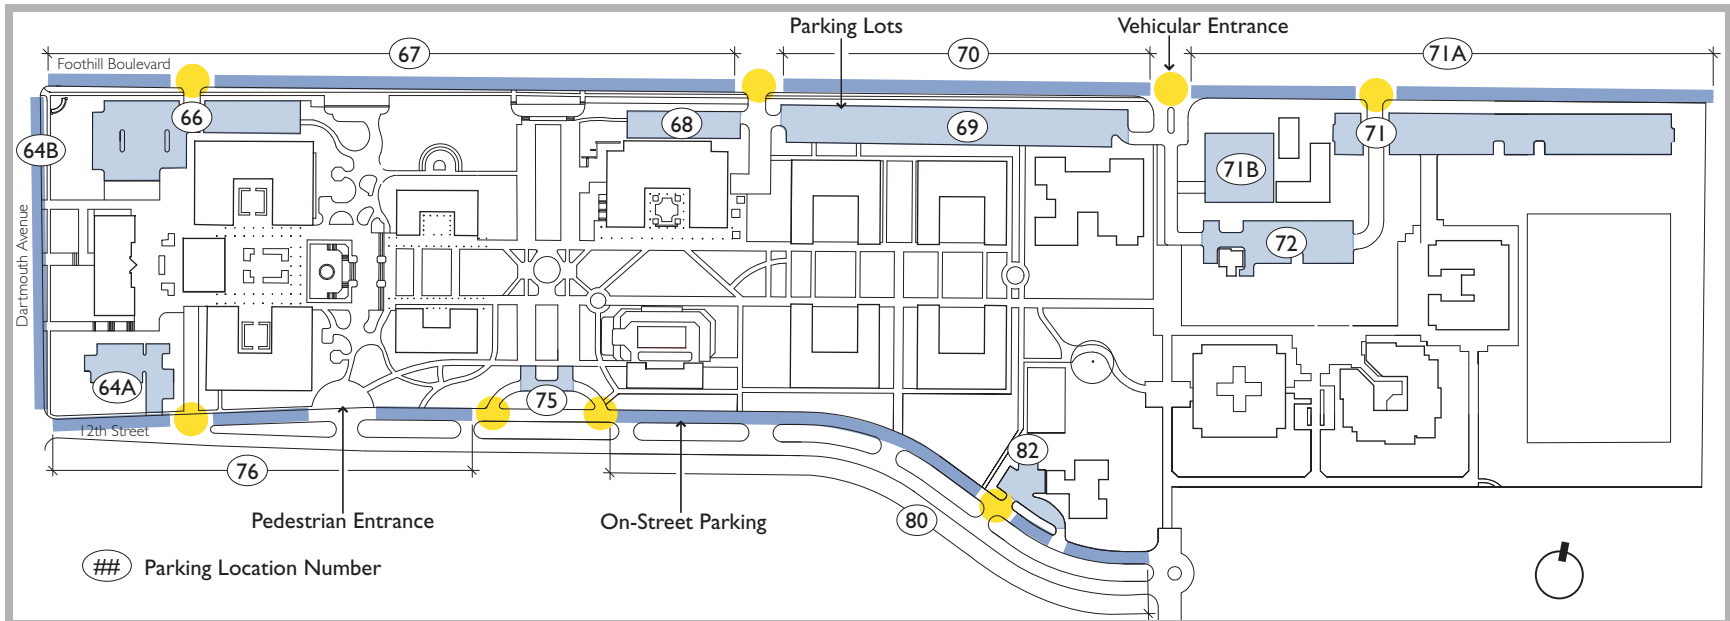 Parking Lots
Vehicular Entrance
67
70
71A
Foothill Boulevard
66
68
69
71
64B
71B
72
Dartmouth Avenue
64A
75
12th Street
76
82
80
Pedestrian Entrance
On-Street Parking
## Parking Location Number